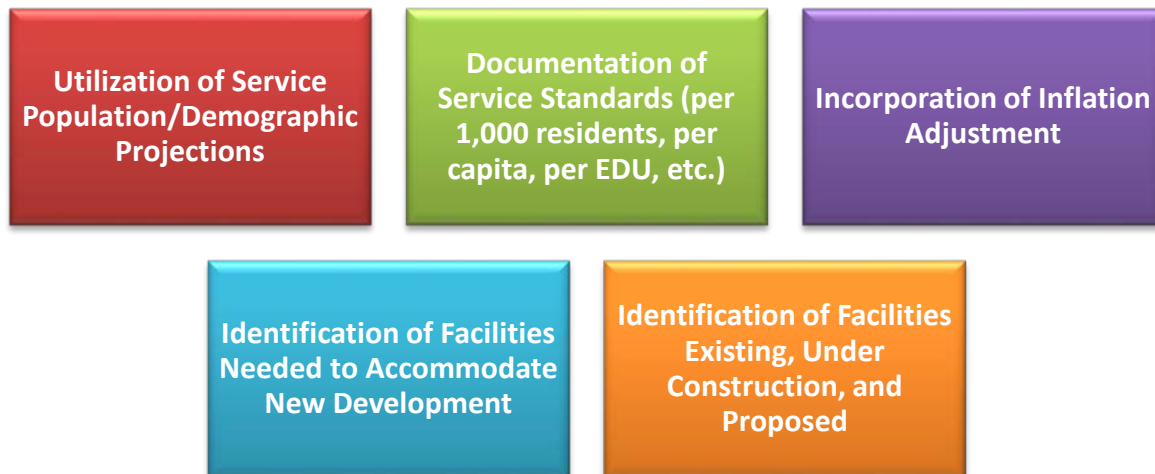 Utilization of Service
Population/Demographic
Projections
Documentation of
Service Standards (per
1,000 residents, per
capita, per EDU, etc.)
Incorporation of Inflation
Adjustment
Identification of Facilities
Needed to Accommodate
New Development
Identification of Facilities
Existing, Under
Construction, and
Proposed